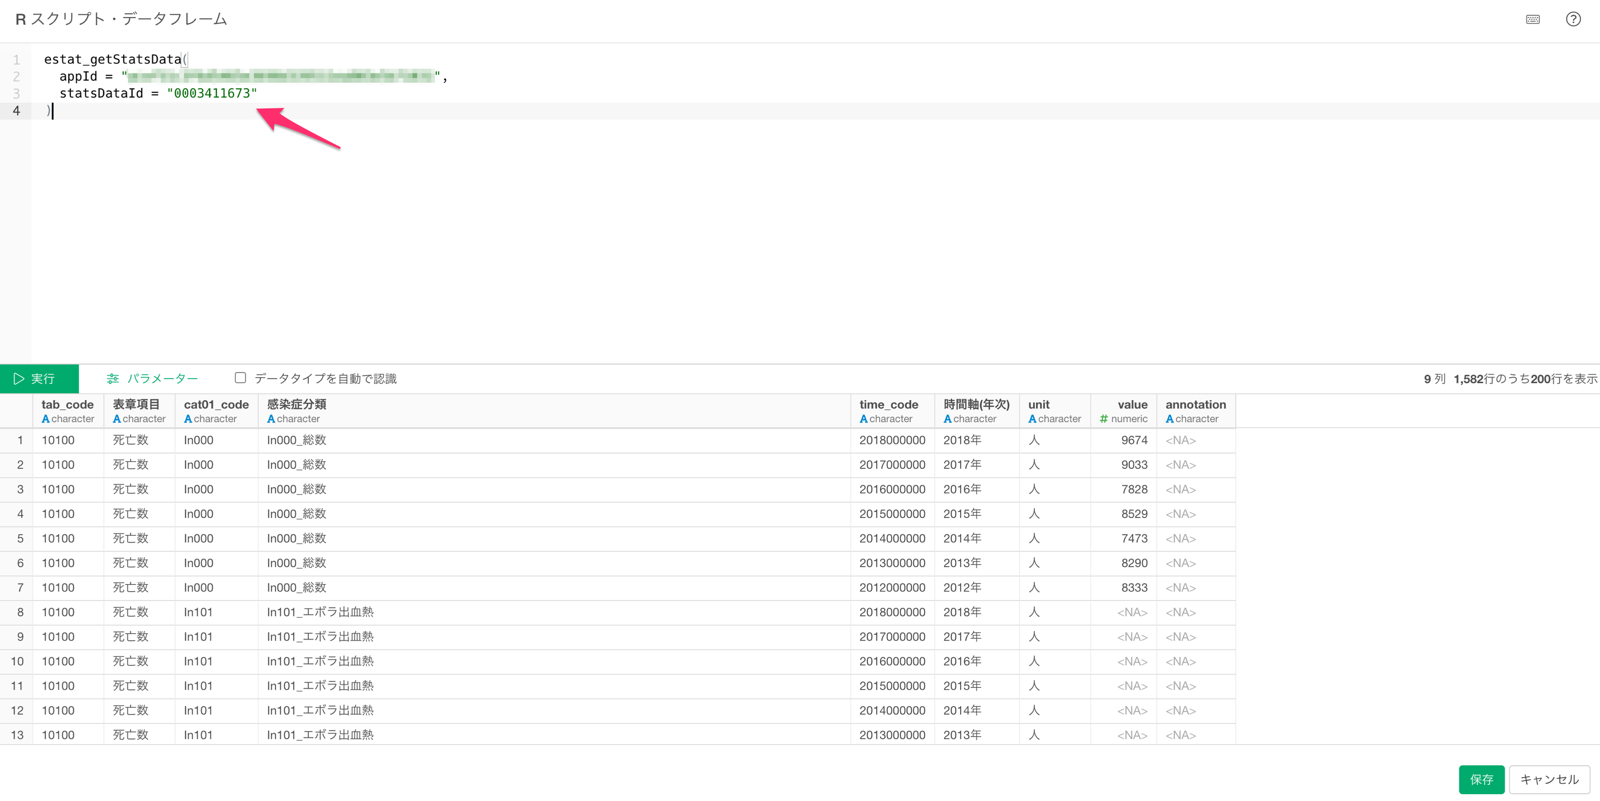 R スクリプト・データフレーム
1 estat_getStatsData(
2 appId = "",
3 statsDataId = "0003411673"
4 )
実行 パラメーター データタイプを自動で認識 9 列 1,582行のうち200行を表示
tab_code 表章項目 cat01_code 感染症分類 time_code 時間軸(年次) unit value annotation
A character A character A character A character A character A character A character # numeric A character
1 10100 死亡数 In000 In000_総数 2018000000 2018年 人 9674 <NA>
2 10100 死亡数 In000 In000_総数 2017000000 2017年 人 9033 <NA>
3 10100 死亡数 In000 In000_総数 2016000000 2016年 人 7828 <NA>
4 10100 死亡数 In000 In000_総数 2015000000 2015年 人 8529 <NA>
5 10100 死亡数 In000 In000_総数 2014000000 2014年 人 7473 <NA>
6 10100 死亡数 In000 In000_総数 2013000000 2013年 人 8290 <NA>
7 10100 死亡数 In000 In000_総数 2012000000 2012年 人 8333 <NA>
8 10100 死亡数 In101 In101_エボラ出血熱 2018000000 2018年 人 <NA> <NA>
9 10100 死亡数 In101 In101_エボラ出血熱 2017000000 2017年 人 <NA> <NA>
10 10100 死亡数 In101 In101_エボラ出血熱 2016000000 2016年 人 <NA> <NA>
11 10100 死亡数 In101 In101_エボラ出血熱 2015000000 2015年 人 <NA> <NA>
12 10100 死亡数 In101 In101_エボラ出血熱 2014000000 2014年 人 <NA> <NA>
13 10100 死亡数 In101 In101_エボラ出血熱 2013000000 2013年 人 <NA> <NA>
保存 キャンセル